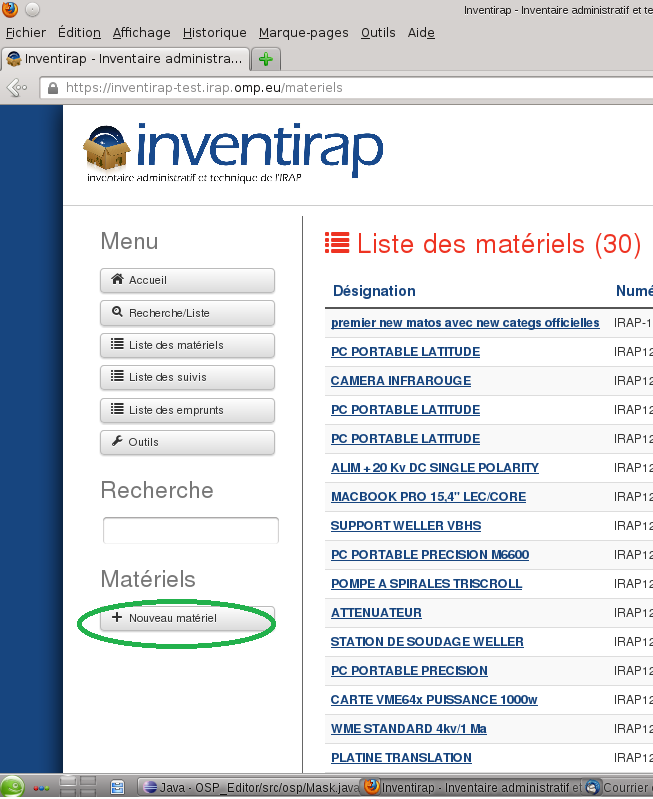 Inventirap - Inventaire administratif et te
Fichier Édition Affichage Historique Marque-pages Outils Aide
Inventirap - Inventaire administra...
https://inventirap-test.irap.omp.eu/materiels
inventirap
inventaire administratif et technique de l'IRAP
Menu
Accueil
Recherche/Liste
Liste des matériels
Liste des suivis
Liste des emprunts
Outils
Recherche
Matériels
Nouveau matériel
Liste des matériels (30)
Désignation Numé
premier new matos avec new categs officielles IRAP-1
PC PORTABLE LATITUDE IRAP12
CAMERA INFRAROUGE IRAP12
PC PORTABLE LATITUDE IRAP12
PC PORTABLE LATITUDE IRAP12
ALIM + 20 Kv DC SINGLE POLARITY IRAP12
MACBOOK PRO 15,4" LEC/CORE IRAP12
SUPPORT WELLER VBHS IRAP12
PC PORTABLE PRECISION M6600 IRAP12
POMPE A SPIRALES TRISCROLL IRAP12
ATTENUATEUR IRAP12
STATION DE SOUDAGE WELLER IRAP12
PC PORTABLE PRECISION IRAP12
CARTE VME64x PUISSANCE 1000w IRAP12
WME STANDARD 4kv/1 Ma IRAP12
PLATINE TRANSLATION IRAP12
Java - OSP_Editor/src/osp/Mask.java Inventirap - Inventaire administratif et Courrier